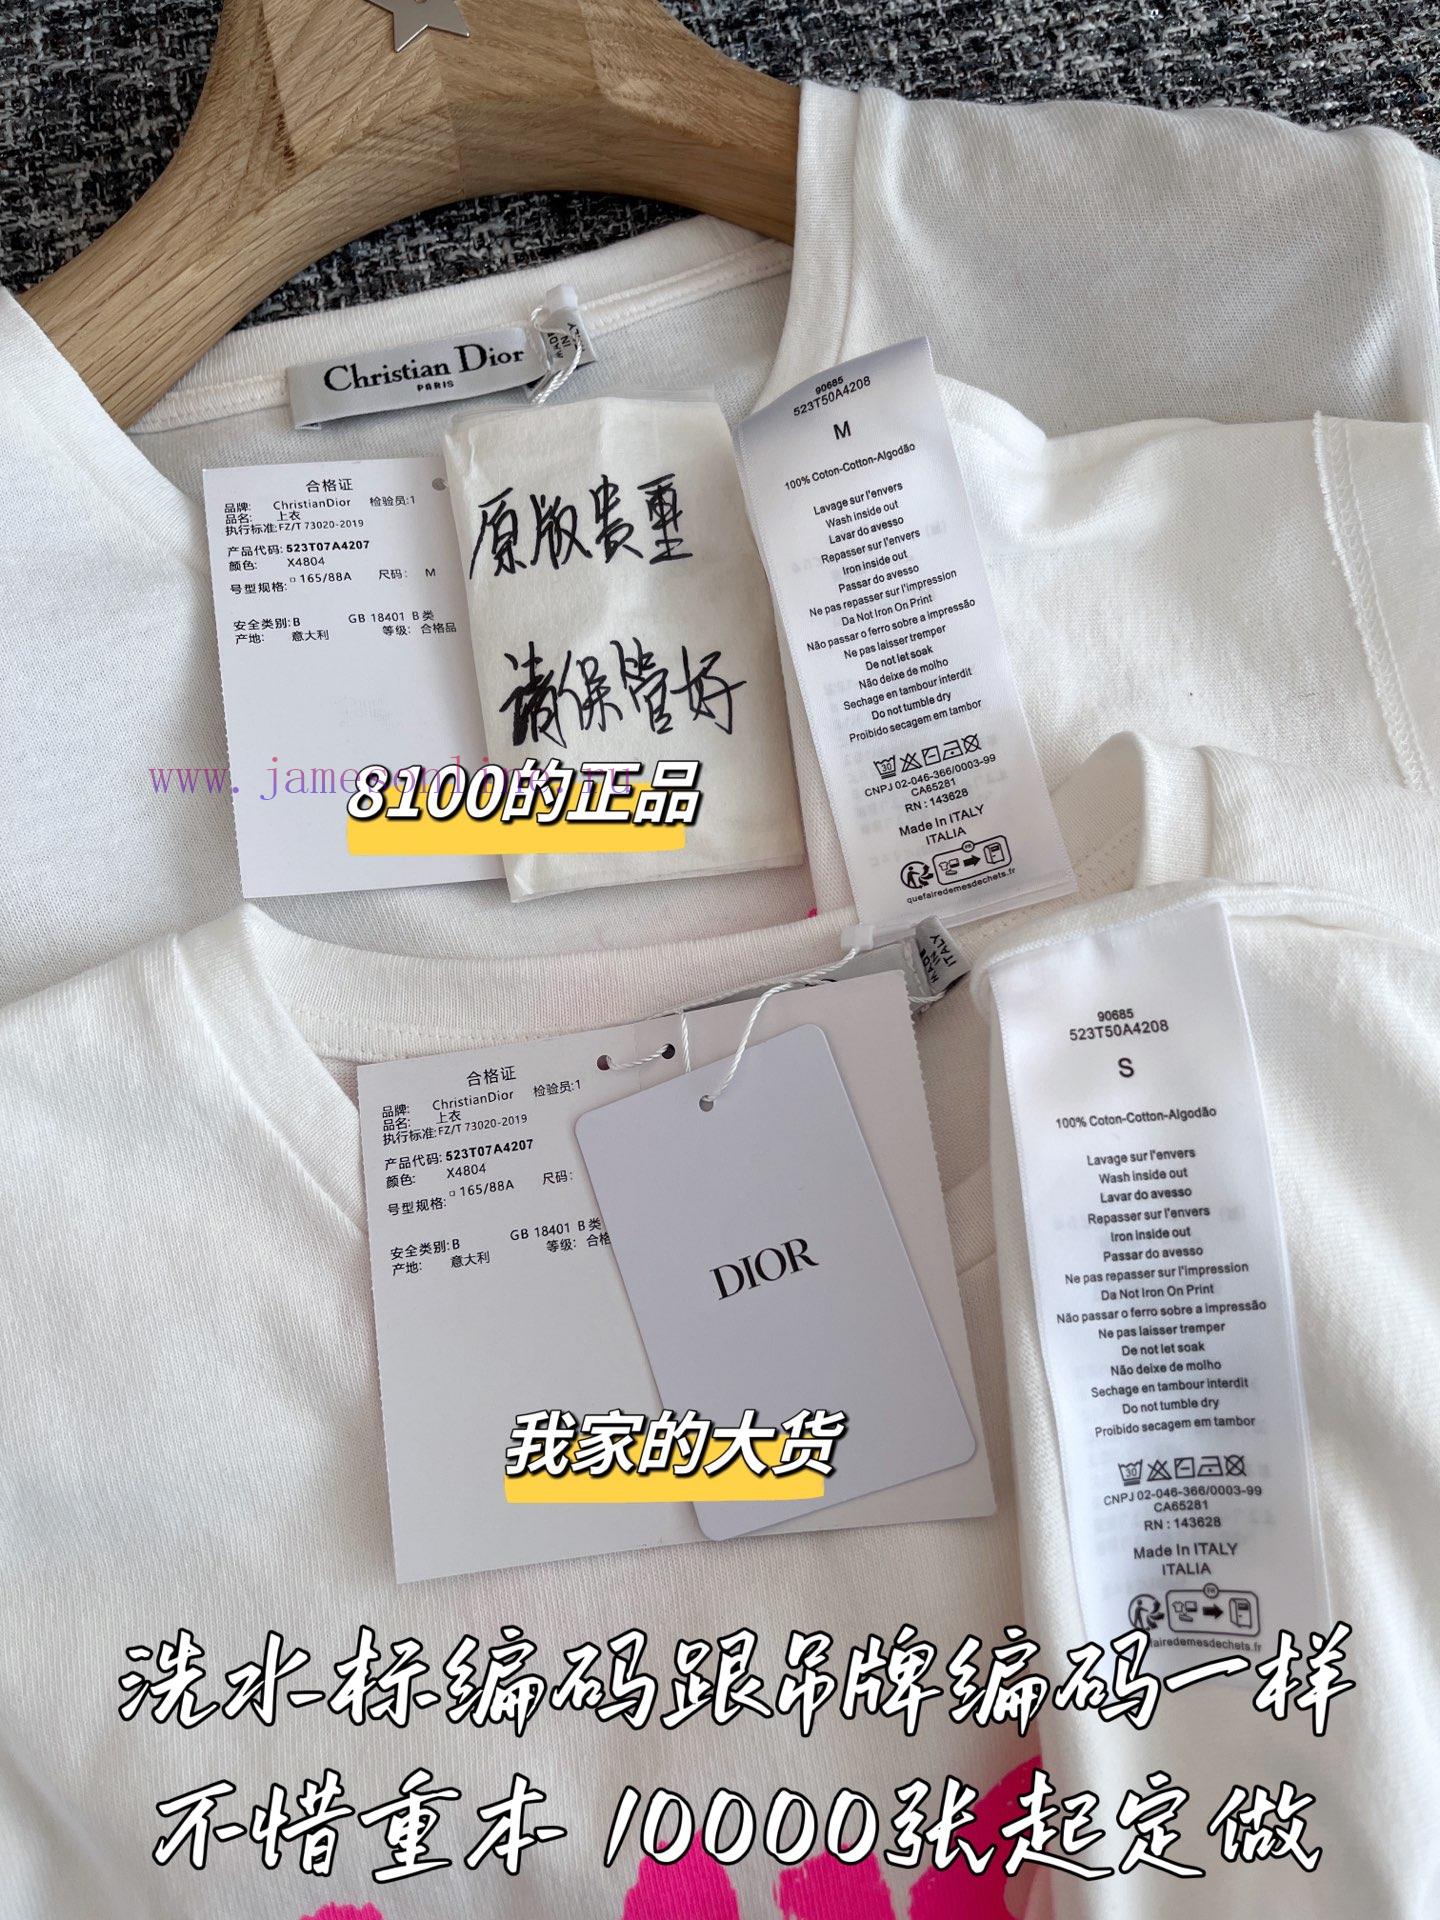 Christian Dior
PARIS
MADE
IN
ITALY
合格证
品牌: ChristianDior 检验员:1
品名: 上衣
执行标准:FZ/T 73020-2019
产品代码:523T07A4207
颜色: X4804
号型规格: 165/88A 尺码: M
安全类别:B GB 18401 B类
产地: 意大利 等级: 合格品
原版贵重
请保管好
www.jamesonline.ru
8100的正品
90685
523T50A4208
M
100% Coton-Cotton-Algodão
Lavage sur l'envers
Wash inside out
Lavar do avesso
Repasser sur l'envers
Iron inside out
Passar do avesso
Ne pas repasser sur l'impression
Da Not Iron On Print
Não passar o ferro sobre a impressão
Ne pas laisser tremper
De not let soak
Não deixe de molho
Sechage en tambour interdit
Do not tumble dry
Proibido secagem em tambor
30
CNPJ 02-046-366/0003-99
CA65281
RN : 143628
Made In ITALY
ITALIA
FR
quefairedemesdechets.fr
MADE
IN
ITALY
合格证
品牌: ChristianDior 检验员:1
品名: 上衣
执行标准:FZ/T 73020-2019
产品代码:523T07A4207
颜色: X4804
号型规格: 165/88A 尺码:
安全类别:B GB 18401 B类
产地: 意大利 等级: 合格
DIOR
我家的大货
90685
523T50A4208
S
100% Coton-Cotton-Algodão
Lavage sur l'envers
Wash inside out
Lavar do avesso
Repasser sur l'envers
Iron inside out
Passar do avesso
Ne pas repasser sur l'impression
Da Not Iron On Print
Não passar o ferro sobre a impressão
Ne pas laisser tremper
De not let soak
Não deixe de molho
Sechage en tambour interdit
Do not tumble dry
Proibido secagem em tambor
30
CNPJ 02-046-366/0003-99
CA65281
RN : 143628
Made In ITALY
ITALIA
FR
fairedemesdechets.fr
洗水标编码跟吊牌编码一样
不惜重本 10000张起定做